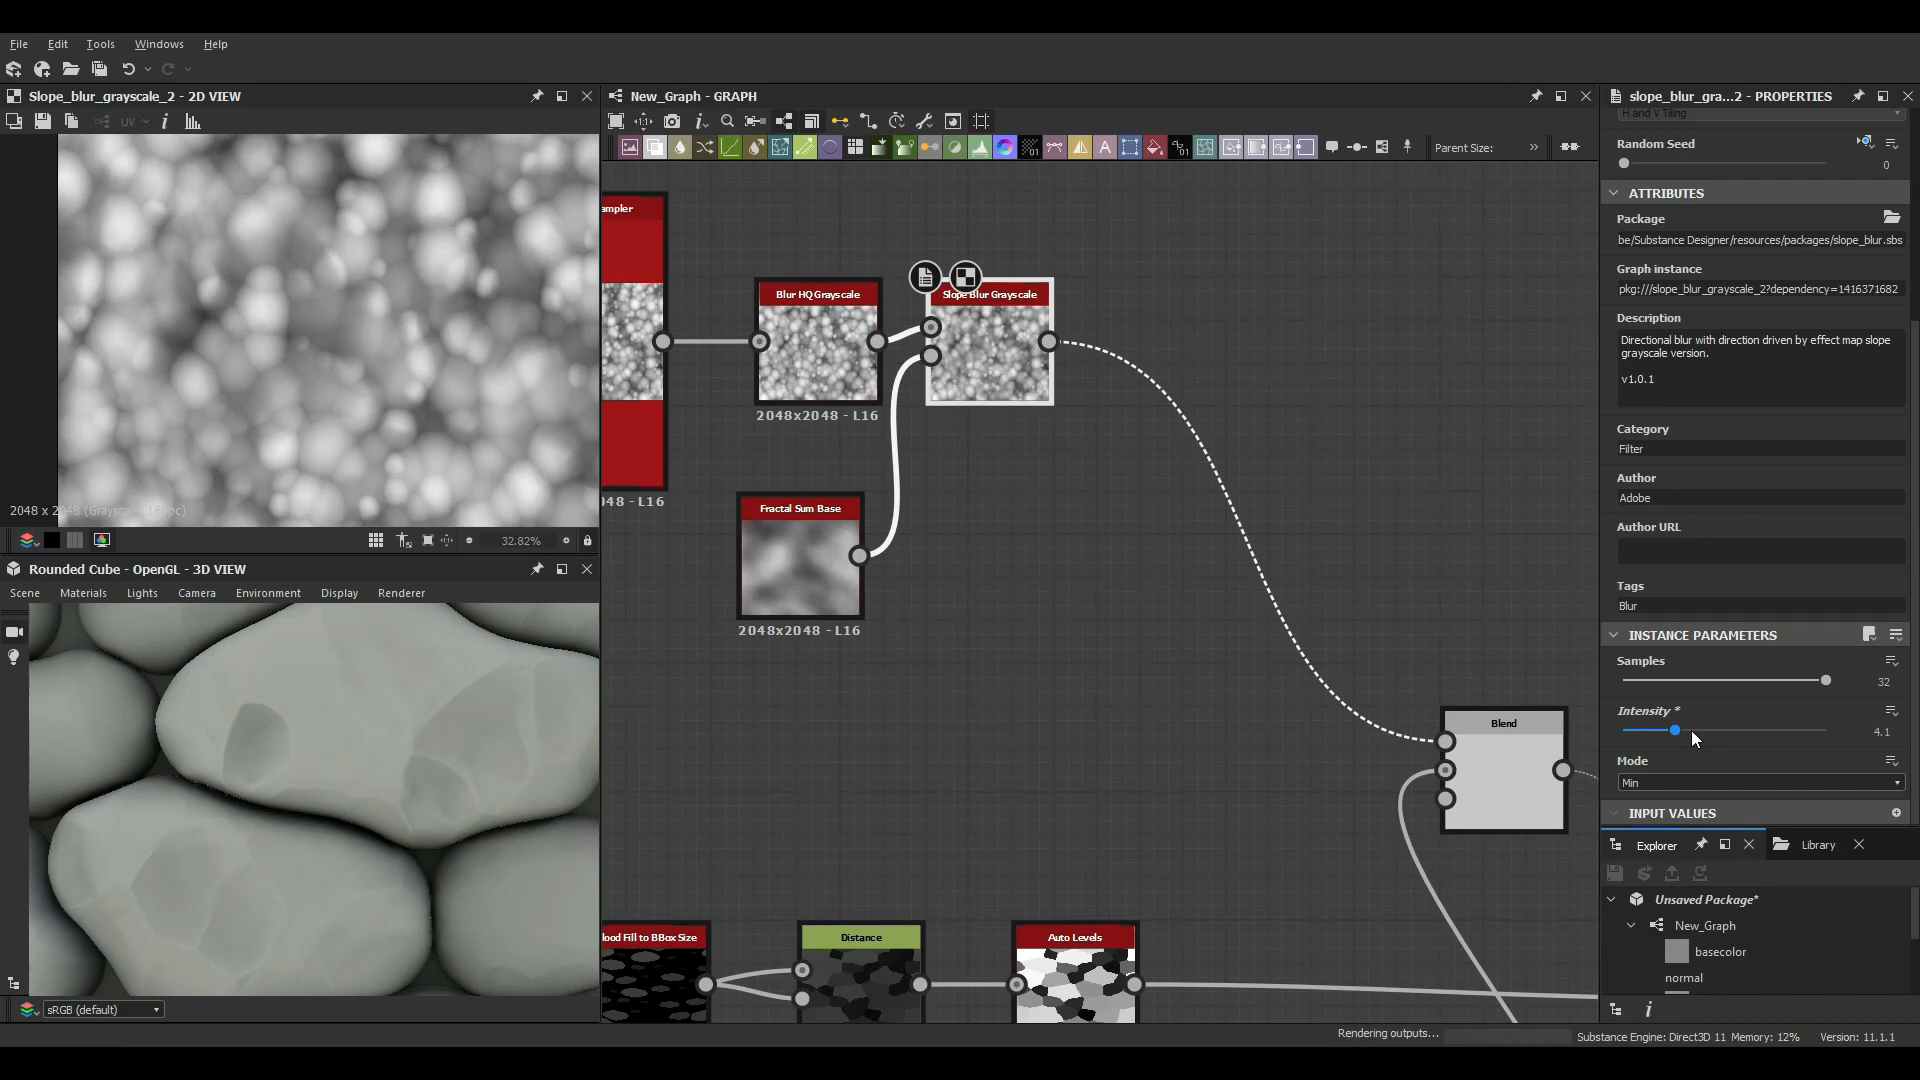 File Edit Tools Windows Help
Slope_blur_grayscale_2 - 2D VIEW
UV
32.82%
Rounded Cube - OpenGL - 3D VIEW
Scene Materials Lights Camera Environment Display Renderer
sRGB (default)
New_Graph - GRAPH
Parent Size:
ampler
048 - L16
Blur HQ Grayscale
2048x2048 - L16
Slope Blur Grayscale
Fractal Sum Base
2048x2048 - L16
Blend
lood Fill to BBox Size
Distance
Auto Levels
slope_blur_gra...2 - PROPERTIES
H and V Tiling
Random Seed
0
ATTRIBUTES
Package
be/Substance Designer/resources/packages/slope_blur.sbs
Graph instance
pkg:///slope_blur_grayscale_2?dependency=1416371682
Description
Directional blur with direction driven by effect map slope
grayscale version.
v1.0.1
Category
Filter
Author
Adobe
Author URL
Tags
Blur
INSTANCE PARAMETERS
Samples
32
Intensity *
4.1
Mode
Min
INPUT VALUES
Explorer
Library
Unsaved Package*
New_Graph
basecolor
normal
Rendering outputs...
Substance Engine: Direct3D 11 Memory: 12%
Version: 11.1.1